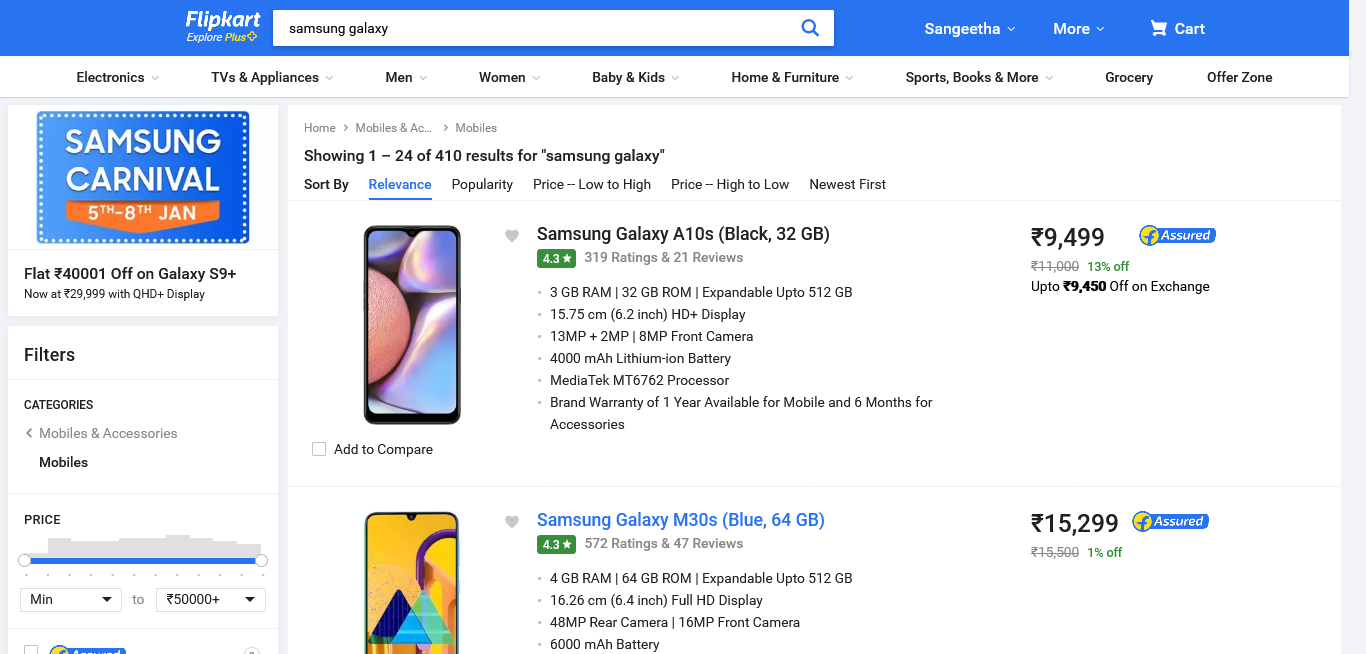 Flipkart
Explore Plus
samsung galaxy
Sangeetha
More
Cart
Electronics
TVs & Appliances
Men
Women
Baby & Kids
Home & Furniture
Sports, Books & More
Grocery
Offer Zone
SAMSUNG
CARNIVAL
5TH-8TH JAN
Flat ₹40001 Off on Galaxy S9+
Now at ₹29,999 with QHD+ Display
Filters
CATEGORIES
Mobiles & Accessories
Mobiles
PRICE
Min to ₹50000+
Assured
?
Home Mobiles & Ac... Mobiles
Showing 1 – 24 of 410 results for "samsung galaxy"
Sort By Relevance Popularity Price -- Low to High Price -- High to Low Newest First
Samsung Galaxy A10s (Black, 32 GB)
4.3 319 Ratings & 21 Reviews
3 GB RAM | 32 GB ROM | Expandable Upto 512 GB
15.75 cm (6.2 inch) HD+ Display
13MP + 2MP | 8MP Front Camera
4000 mAh Lithium-ion Battery
MediaTek MT6762 Processor
Brand Warranty of 1 Year Available for Mobile and 6 Months for
Accessories
₹9,499 Assured
₹11,000 13% off
Upto ₹9,450 Off on Exchange
Add to Compare
Samsung Galaxy M30s (Blue, 64 GB)
4.3 572 Ratings & 47 Reviews
4 GB RAM | 64 GB ROM | Expandable Upto 512 GB
16.26 cm (6.4 inch) Full HD Display
48MP Rear Camera | 16MP Front Camera
6000 mAh Battery
₹15,299 Assured
₹15,500 1% off